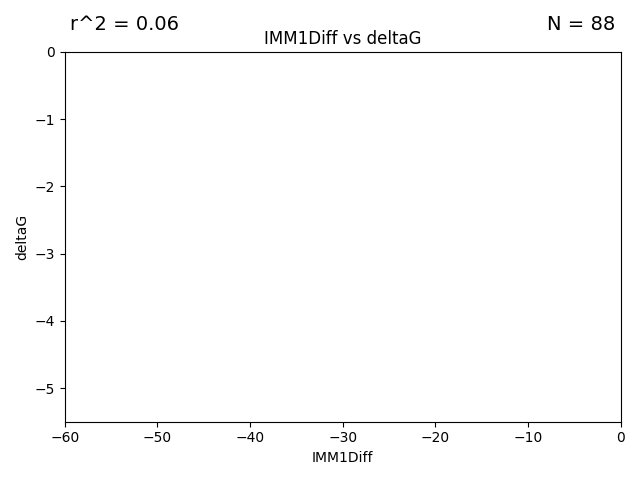 r^2 = 0.06
N = 88
IMM1Diff vs deltaG
0
−1
−2
−3
−4
−5
deltaG
−60
−50
−40
−30
−20
−10
0
IMM1Diff